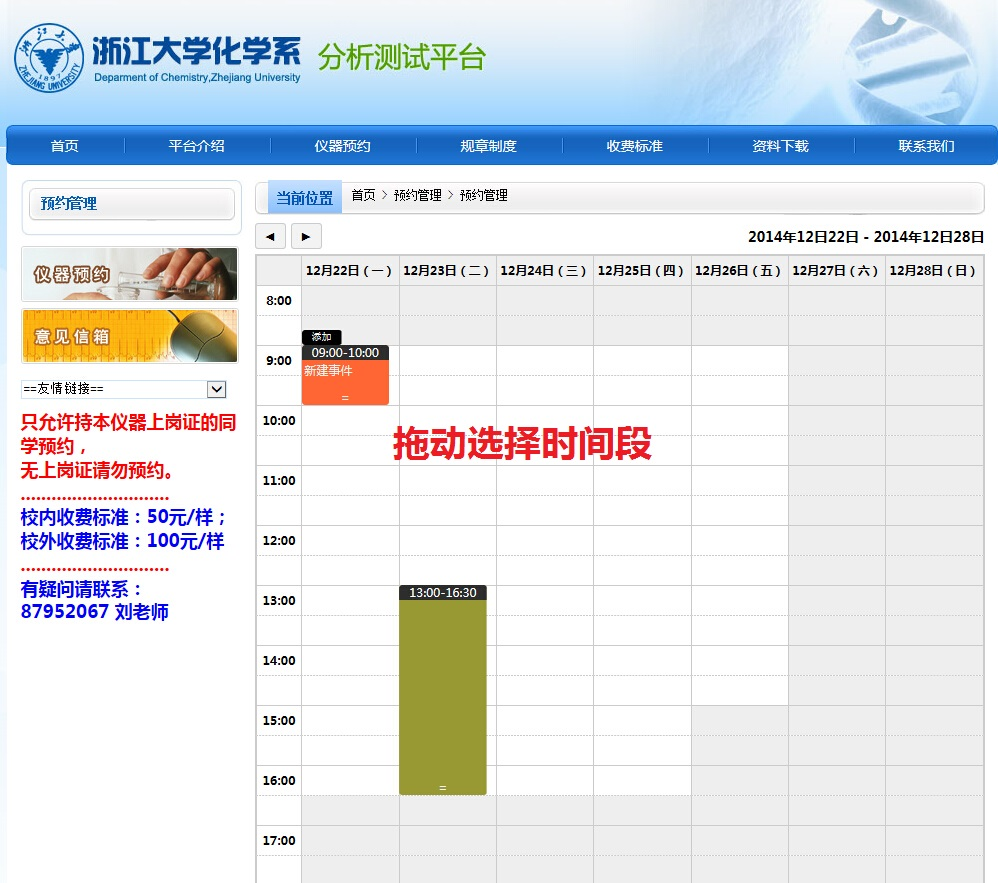 浙江大学化学系
Deparment of Chemistry,Zhejiang University
分析测试平台
浙江大学
1897
ZHEJIANG UNIVERSITY
首页 平台介绍 仪器预约 规章制度 收费标准 资料下载 联系我们
预约管理
仪器预约
意见信箱
==友情链接==
只允许持本仪器上岗证的同
学预约，
无上岗证请勿预约。
.............................
校内收费标准：50元/样；
校外收费标准：100元/样
.............................
有疑问请联系：
87952067 刘老师
当前位置 首页 > 预约管理 > 预约管理
2014年12日22日 - 2014年12日28日
12月22日（一） 12月23日（二） 12月24日（三） 12月25日（四） 12月26日（五） 12月27日（六） 12月28日（日）
8:00
添加
9:00
09:00-10:00
新建事件
=
10:00
拖动选择时间段
11:00
12:00
13:00
13:00-16:30
14:00
15:00
16:00
=
17:00